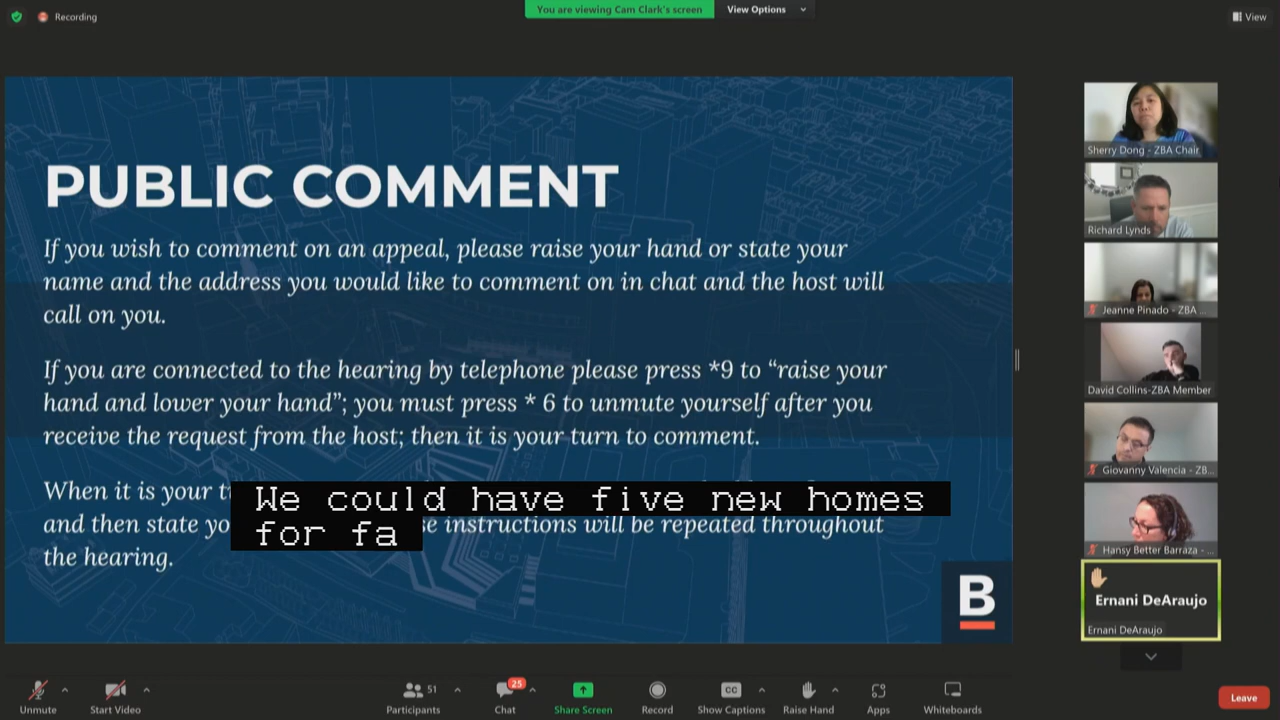 Recording
You are viewing Cam Clark's screen
View Options
View
PUBLIC COMMENT
If you wish to comment on an appeal, please raise your hand or state your
name and the address you would like to comment on in chat and the host will
call on you.
If you are connected to the hearing by telephone please press *9 to “raise your
hand and lower your hand”; you must press * 6 to unmute yourself after you
receive the request from the host; then it is your turn to comment.
When it is your
and then state instructions will be repeated throughout
the hearing.
We could have five new homes
for fa
B
Sherry Dong - ZBA Chair
Richard Lynds
Jeanne Pinado - ZBA ...
David Collins-ZBA Member
Giovanny Valencia - ZB...
Hansy Better Barraza - ...
Ernani DeAraujo
Ernani DeAraujo
Unmute
Start Video
51
Participants
25
Chat
Share Screen
Record
CC
Show Captions
Raise Hand
Apps
Whiteboards
Leave